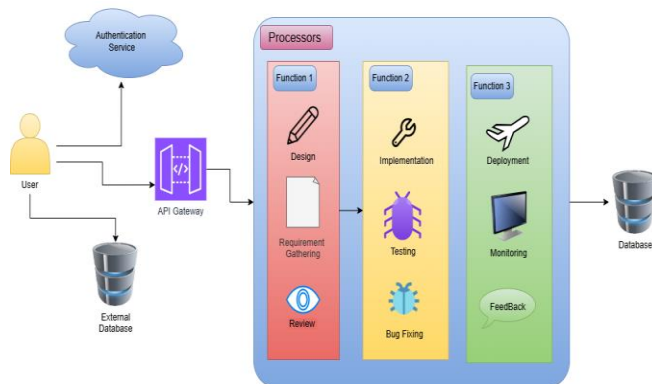 Authentication
Service
User
API Gateway
External
Database
Processors
Function 1
Design
Requirement
Gathering
Review
Function 2
Implementation
Testing
Bug Fixing
Function 3
Deployment
Monitoring
FeedBack
Database